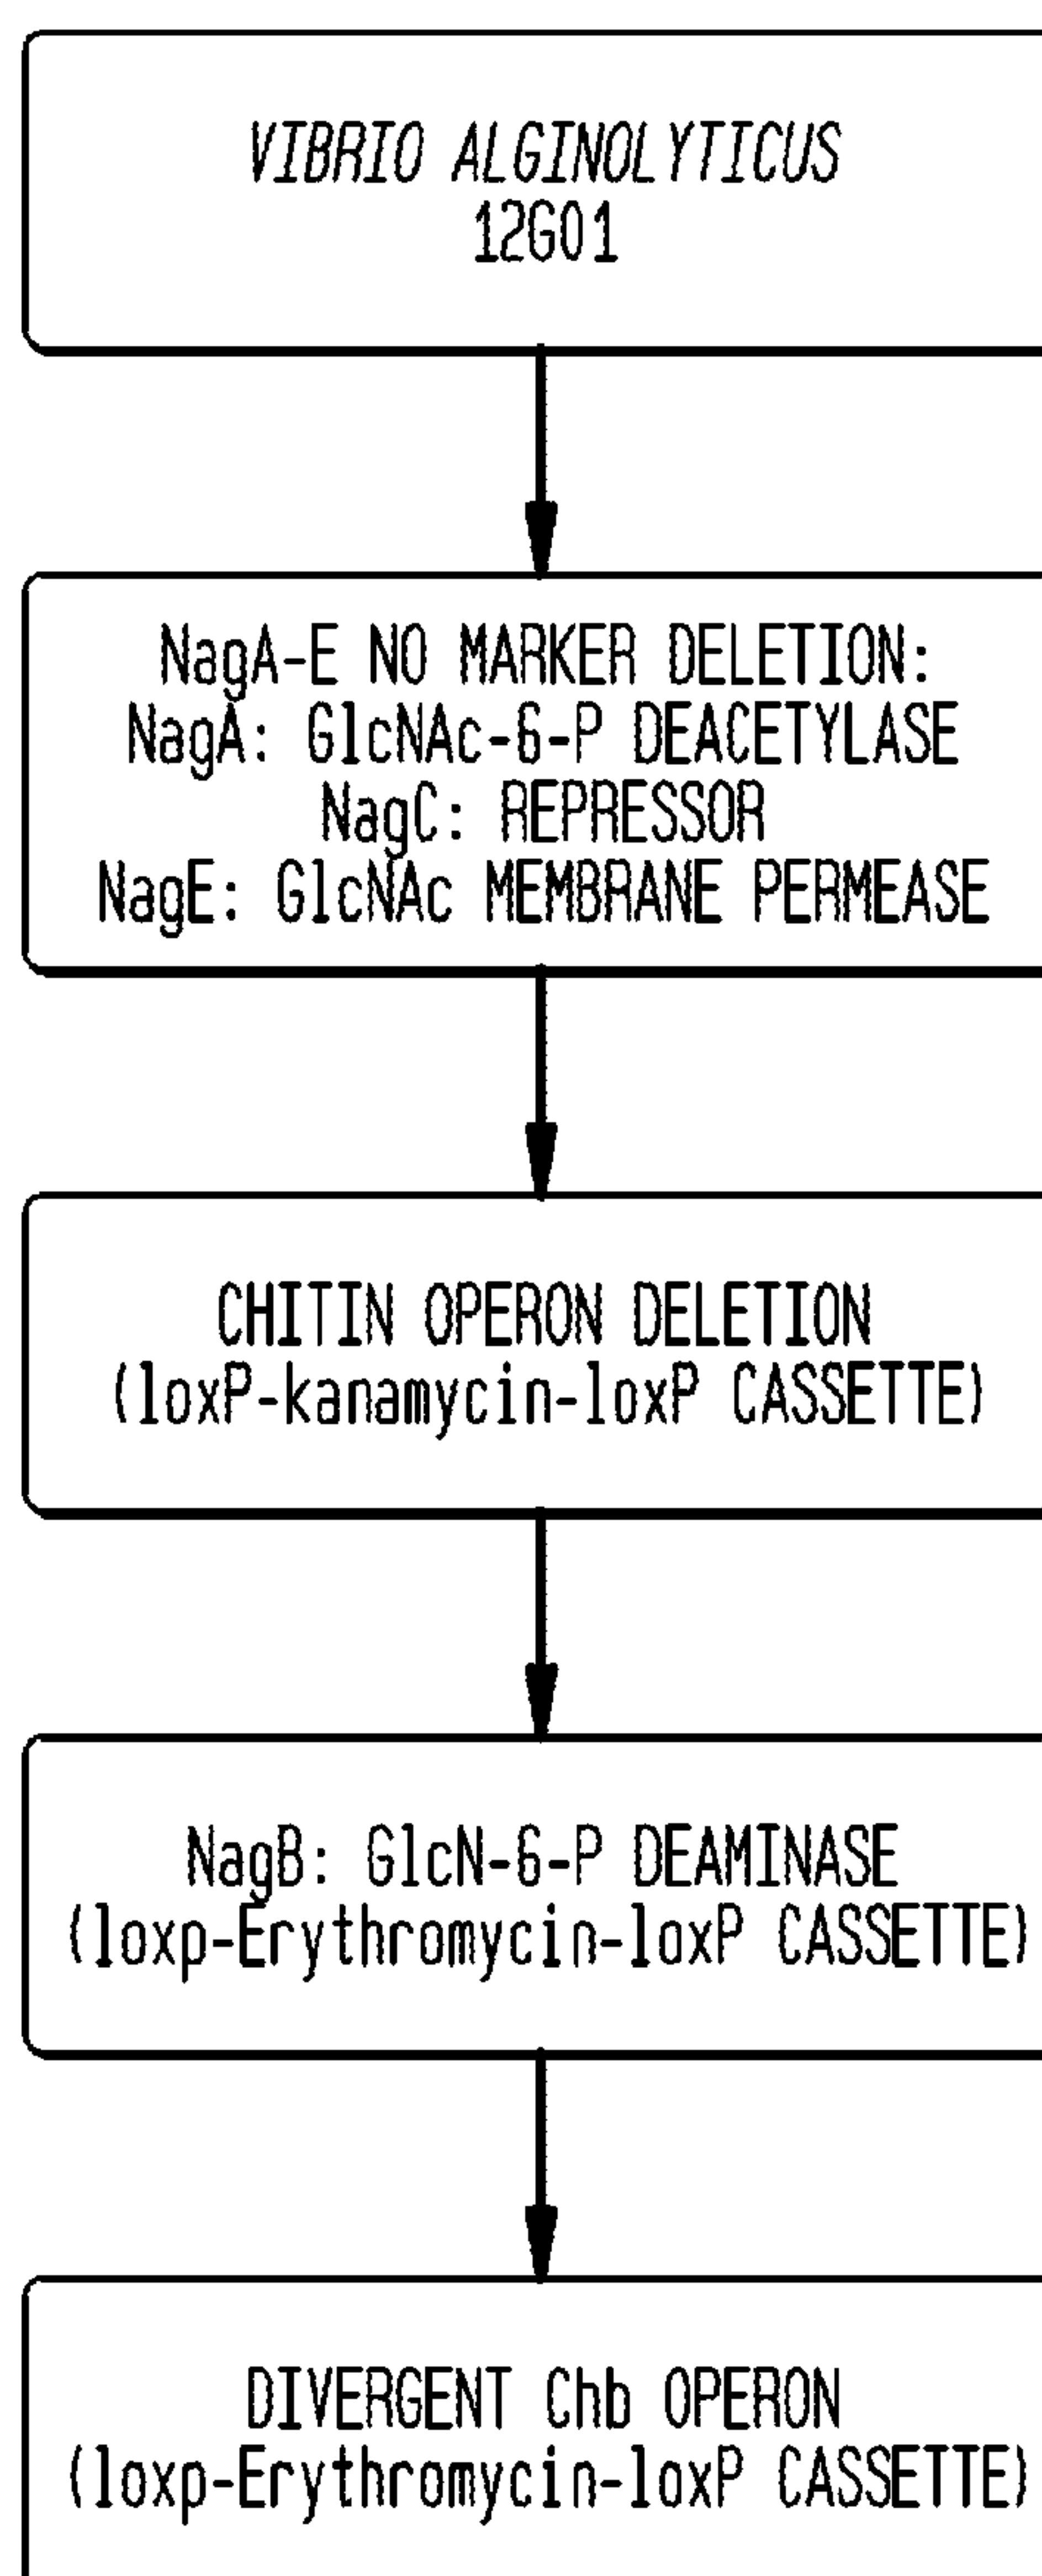 VIBRIO ALGINOLYTICUS
12G01
NagA-E NO MARKER DELETION:
NagA: GlcNAc-6-P DEACETYLASE
NagC: REPRESSOR
NagE: GlcNAc MEMBRANE PERMEASE
CHITIN OPERON DELETION
(loxP-kanamycin-loxP CASSETTE)
NagB: GlcN-6-P DEAMINASE
(loxp-Erythromycin-loxP CASSETTE)
DIVERGENT Chb OPERON
(loxp-Erythromycin-loxP CASSETTE)